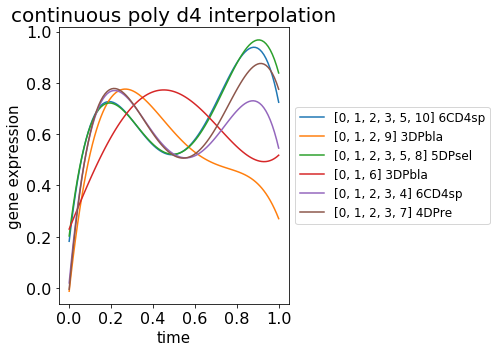 continuous poly d4 interpolation
gene expression
1.0
0.8
0.6
0.4
0.2
0.0
0.0 0.2 0.4 0.6 0.8 1.0
time
[0, 1, 2, 3, 5, 10] 6CD4sp
[0, 1, 2, 9] 3DPbla
[0, 1, 2, 3, 5, 8] 5DPsel
[0, 1, 6] 3DPbla
[0, 1, 2, 3, 4] 6CD4sp
[0, 1, 2, 3, 7] 4DPre